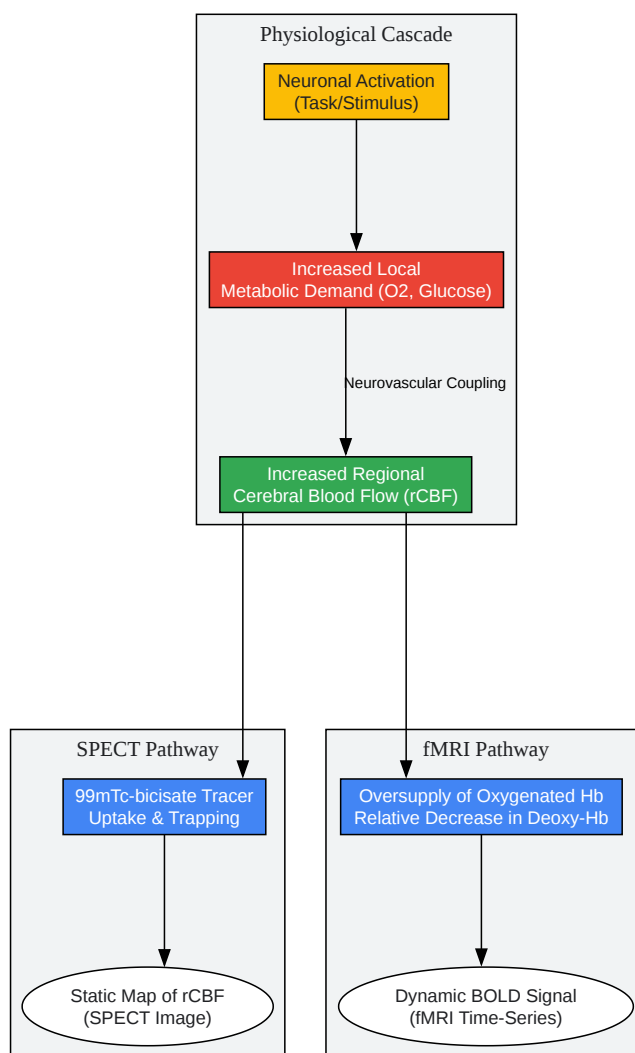 Physiological Cascade
Neuronal Activation
(Task/Stimulus)
Increased Local
Metabolic Demand (O2, Glucose)
Neurovascular Coupling
Increased Regional
Cerebral Blood Flow (rCBF)
SPECT Pathway
99mTc-bicisate Tracer
Uptake & Trapping
Static Map of rCBF
(SPECT Image)
fMRI Pathway
Oversupply of Oxygenated Hb
Relative Decrease in Deoxy-Hb
Dynamic BOLD Signal
(fMRI Time-Series)